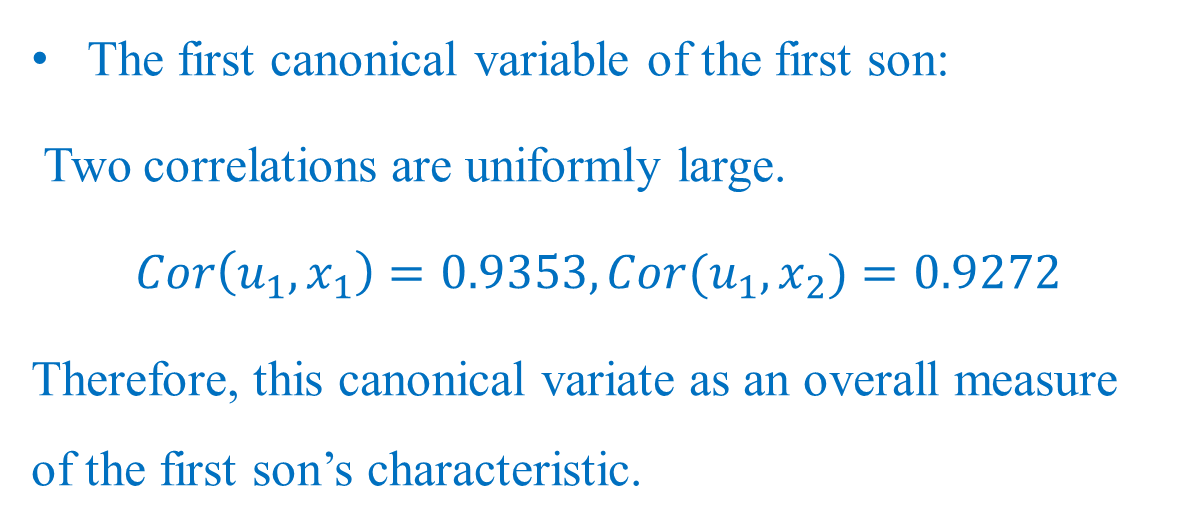 • The first canonical variable of the first son:
Two correlations are uniformly large.
𝐶𝑜𝑟(𝑢₁, 𝑥₁) = 0.9353, 𝐶𝑜𝑟(𝑢₁, 𝑥₂) = 0.9272
Therefore, this canonical variate as an overall measure
of the first son’s characteristic.